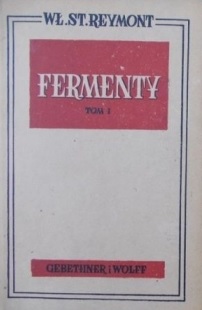 WŁ.ST.REYMONT
FERMENTY
TOM I
GEBETHNER i WOLFF